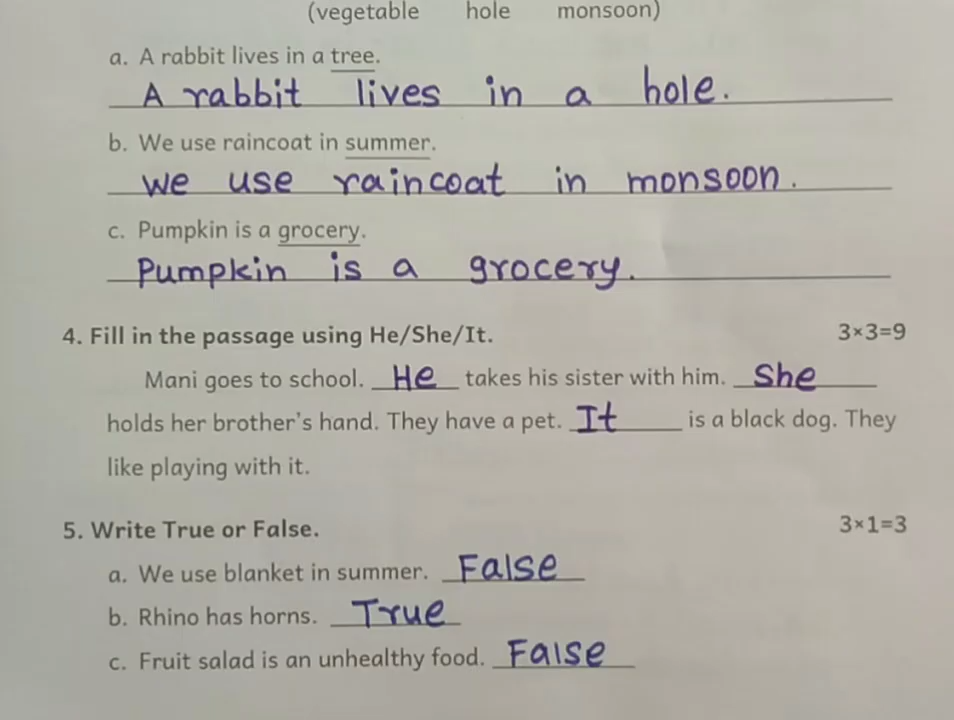 (vegetable hole monsoon)
a. A rabbit lives in a tree.
A rabbit lives in a hole.
b. We use raincoat in summer.
we use raincoat in monsoon.
c. Pumpkin is a grocery.
Pumpkin is a grocery.
4. Fill in the passage using He/She/It. 3×3=9
Mani goes to school. He takes his sister with him. She
holds her brother's hand. They have a pet. It is a black dog. They
like playing with it.
5. Write True or False. 3×1=3
a. We use blanket in summer. False
b. Rhino has horns. True
c. Fruit salad is an unhealthy food. False